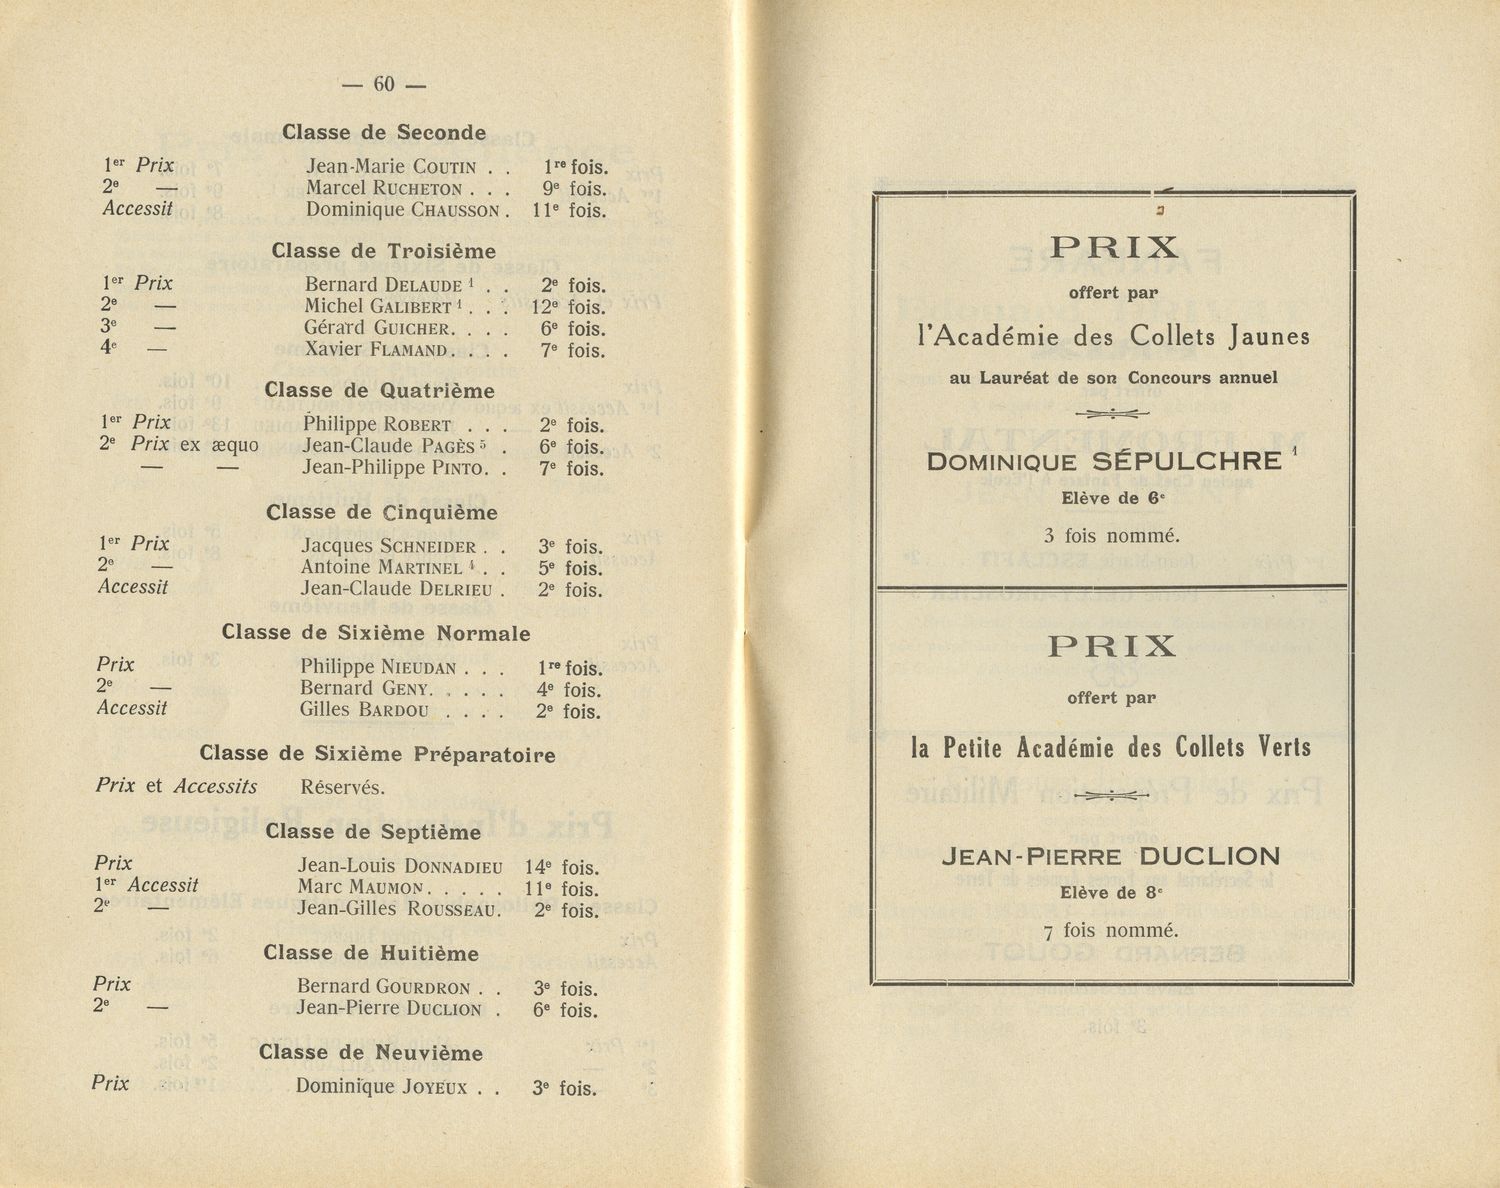 — 60 —
Classe de Seconde
1er Prix Jean-Marie COUTIN . . 1re fois.
2e — Marcel RUCHETON . . . 9e fois.
Accessit Dominique CHAUSSON . 11e fois.
Classe de Troisième
1er Prix Bernard DELAUDE 1 . . 2e fois.
2e — Michel GALIBERT 1 . . . 12e fois.
3e — Gérard GUICHER. . . . 6e fois.
4e — Xavier FLAMAND. . . . 7e fois.
Classe de Quatrième
1er Prix Philippe ROBERT . . . 2e fois.
2e Prix ex æquo Jean-Claude PAGÈS 5 . 6e fois.
— — Jean-Philippe PINTO. . 7e fois.
Classe de Cinquième
1er Prix Jacques SCHNEIDER . . 3e fois.
2e — Antoine MARTINEL 4 . . 5e fois.
Accessit Jean-Claude DELRIEU . 2e fois.
Classe de Sixième Normale
Prix Philippe NIEUDAN . . . 1re fois.
2e — Bernard GENY. . . . . 4e fois.
Accessit Gilles BARDOU . . . . 2e fois.
Classe de Sixième Préparatoire
Prix et Accessits Réservés.
Classe de Septième
Prix Jean-Louis DONNADIEU 14e fois.
1er Accessit Marc MAUMON. . . . . 11e fois.
2e — Jean-Gilles ROUSSEAU. 2e fois.
Classe de Huitième
Prix Bernard GOURDRON . . 3e fois.
2e — Jean-Pierre DUCLION . 6e fois.
Classe de Neuvième
Prix Dominique JOYEUX . . 3e fois.
PRIX
offert par
l'Académie des Collets Jaunes
au Lauréat de son Concours annuel
DOMINIQUE SÉPULCHRE 1
Elève de 6e
3 fois nommé.
PRIX
offert par
la Petite Académie des Collets Verts
JEAN-PIERRE DUCLION
Elève de 8e
7 fois nommé.